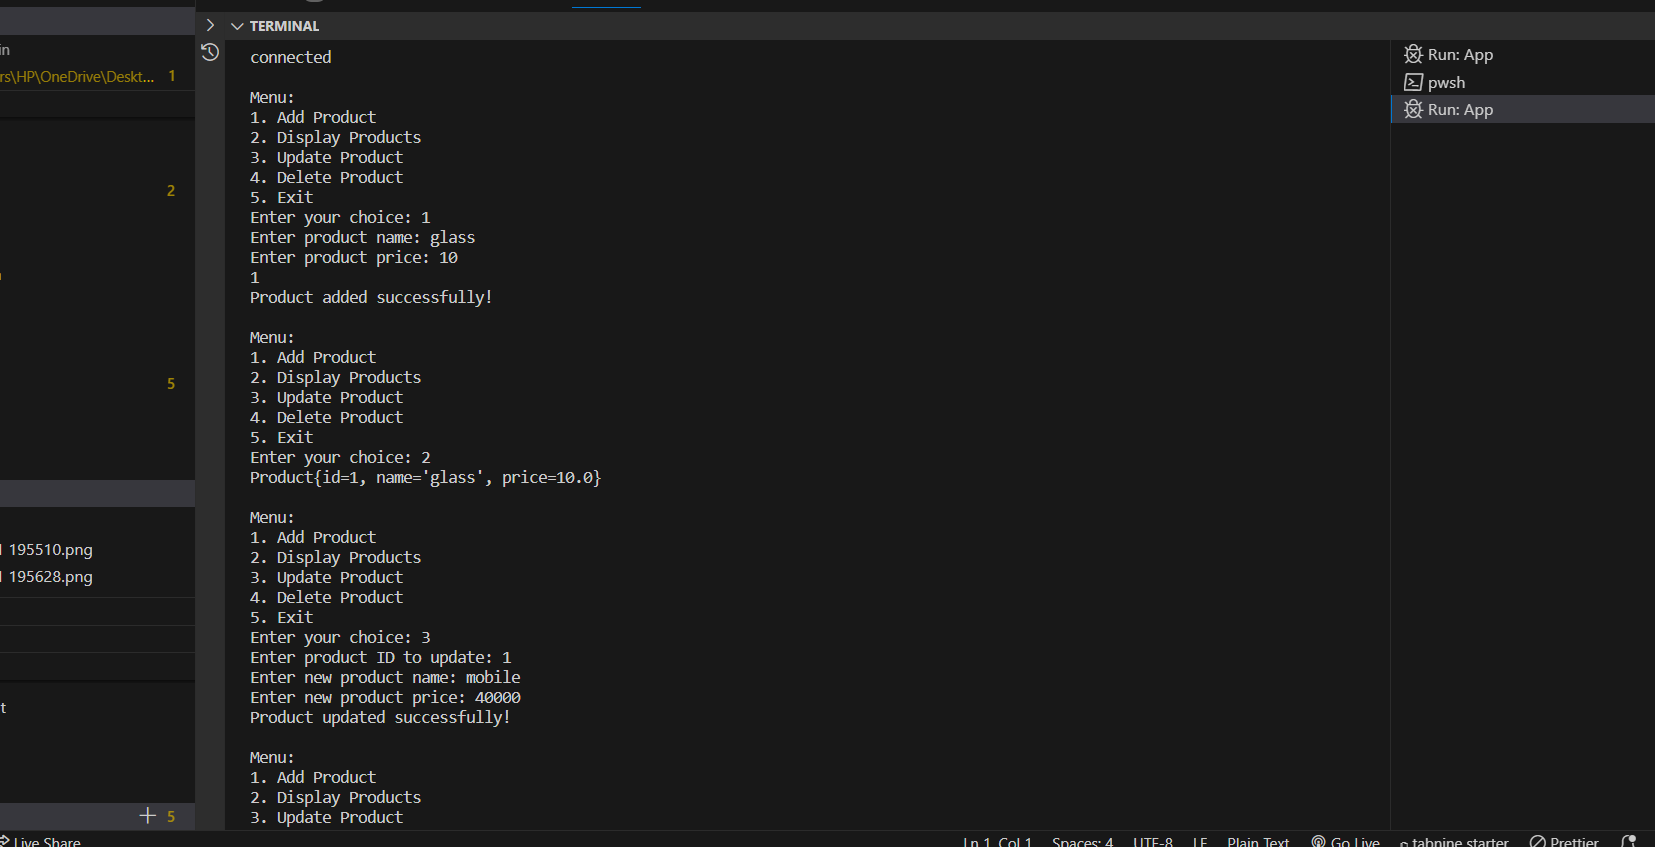 TERMINAL
in
rs\HP\OneDrive\Deskt... 1
2
5
195510.png
195628.png
t
5
Live Share
connected
Menu:
1. Add Product
2. Display Products
3. Update Product
4. Delete Product
5. Exit
Enter your choice: 1
Enter product name: glass
Enter product price: 10
1
Product added successfully!
Menu:
1. Add Product
2. Display Products
3. Update Product
4. Delete Product
5. Exit
Enter your choice: 2
Product{id=1, name='glass', price=10.0}
Menu:
1. Add Product
2. Display Products
3. Update Product
4. Delete Product
5. Exit
Enter your choice: 3
Enter product ID to update: 1
Enter new product name: mobile
Enter new product price: 40000
Product updated successfully!
Menu:
1. Add Product
2. Display Products
3. Update Product
Run: App
pwsh
Run: App
Ln 1, Col 1 Spaces: 4 UTF-8 LF Plain Text Go Live tabnine starter Prettier